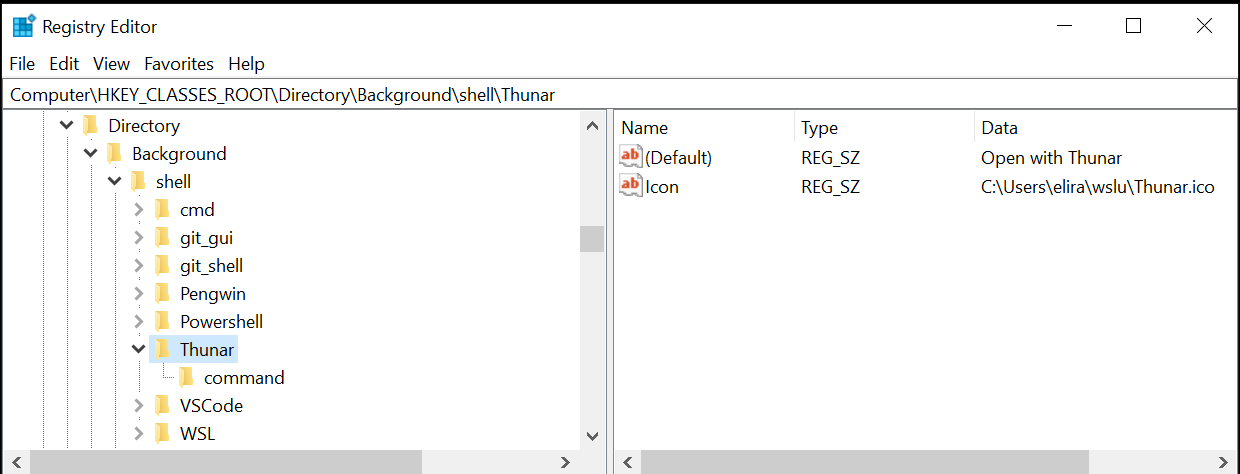 Registry Editor
File Edit View Favorites Help
Computer\HKEY_CLASSES_ROOT\Directory\Background\shell\Thunar
Directory
Background
shell
cmd
git_gui
git_shell
Pengwin
Powershell
Thunar
command
VSCode
WSL
Name Type Data
(Default) REG_SZ Open with Thunar
Icon REG_SZ C:\Users\elira\wslu\Thunar.ico